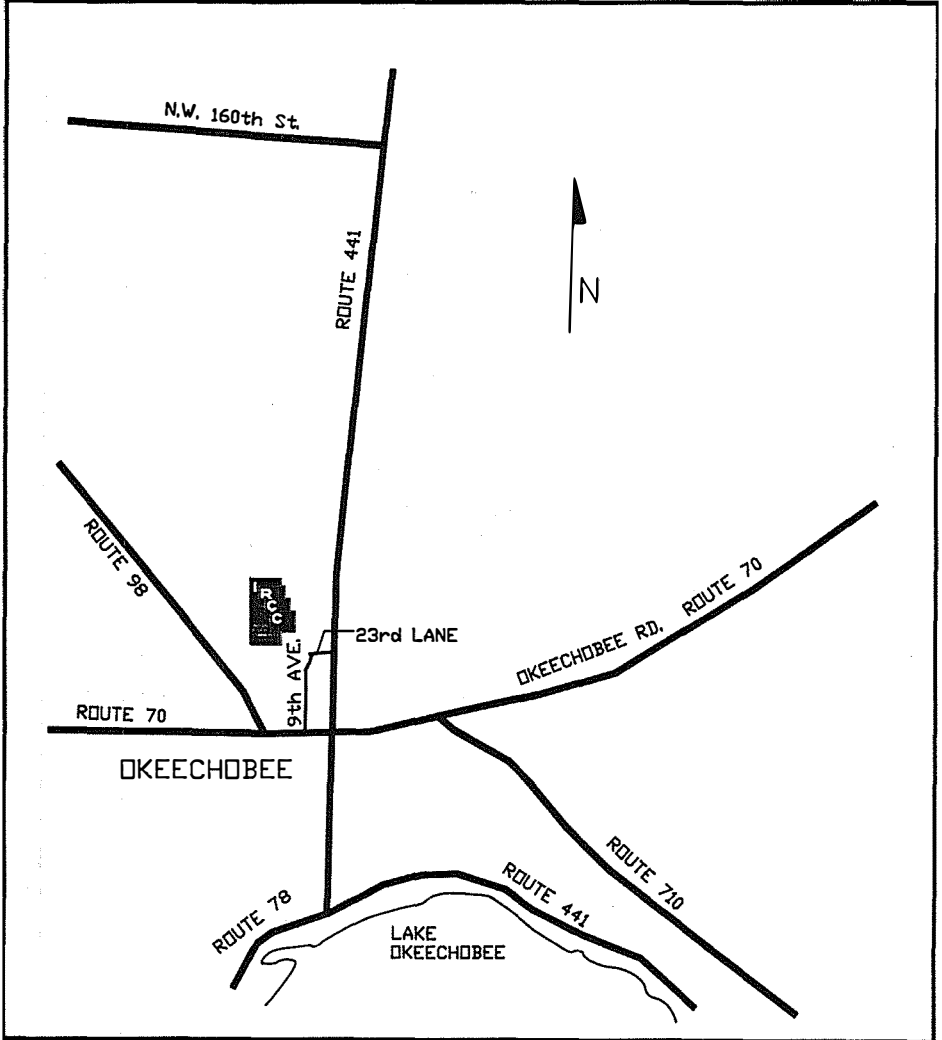 N.W. 160th St.
ROUTE 441
N
ROUTE 98
IRCC
23rd LANE
9th AVE.
OKEECHOBEE RD. ROUTE 70
ROUTE 70
OKEECHOBEE
ROUTE 710
ROUTE 78
ROUTE 441
LAKE
OKEECHOBEE